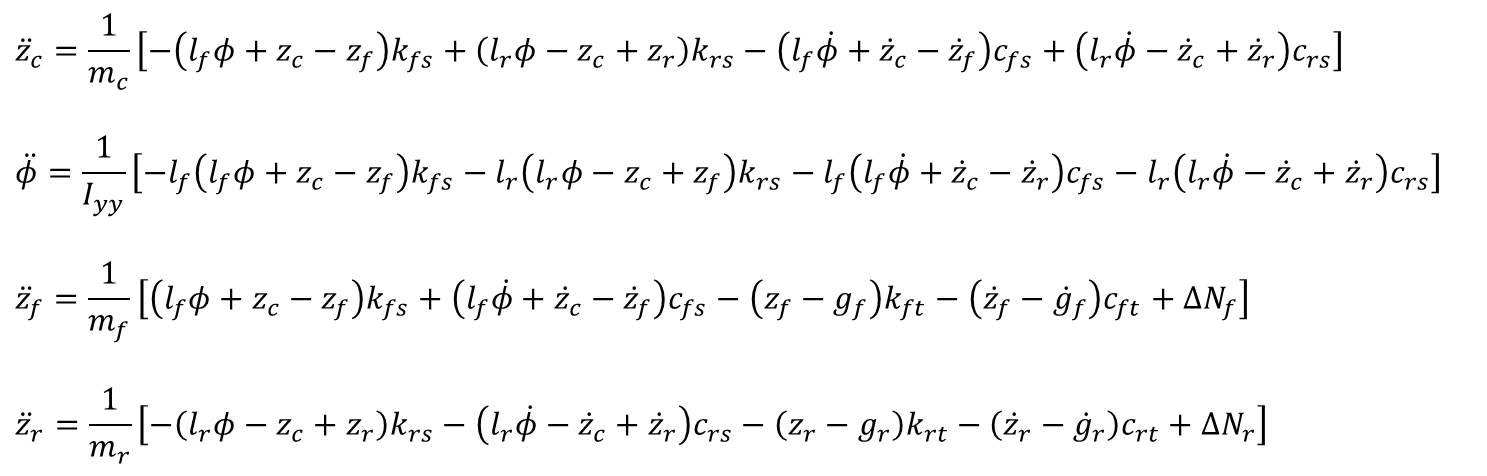 z̈_c = 1/m_c [−(l_f ϕ + z_c − z_f)k_fs + (l_r ϕ − z_c + z_r)k_rs − (l_f ϕ̇ + ż_c − ż_f)c_fs + (l_r ϕ̇ − ż_c + ż_r)c_rs]
ϕ̈ = 1/I_yy [−l_f(l_f ϕ + z_c − z_f)k_fs − l_r(l_r ϕ − z_c + z_f)k_rs − l_f(l_f ϕ̇ + ż_c − ż_r)c_fs − l_r(l_r ϕ̇ − ż_c + ż_r)c_rs]
z̈_f = 1/m_f [(l_f ϕ + z_c − z_f)k_fs + (l_f ϕ̇ + ż_c − ż_f)c_fs − (z_f − g_f)k_ft − (ż_f − ġ_f)c_ft + ΔN_f]
z̈_r = 1/m_r [−(l_r ϕ − z_c + z_r)k_rs − (l_r ϕ̇ − ż_c + ż_r)c_rs − (z_r − g_r)k_rt − (ż_r − ġ_r)c_rt + ΔN_r]